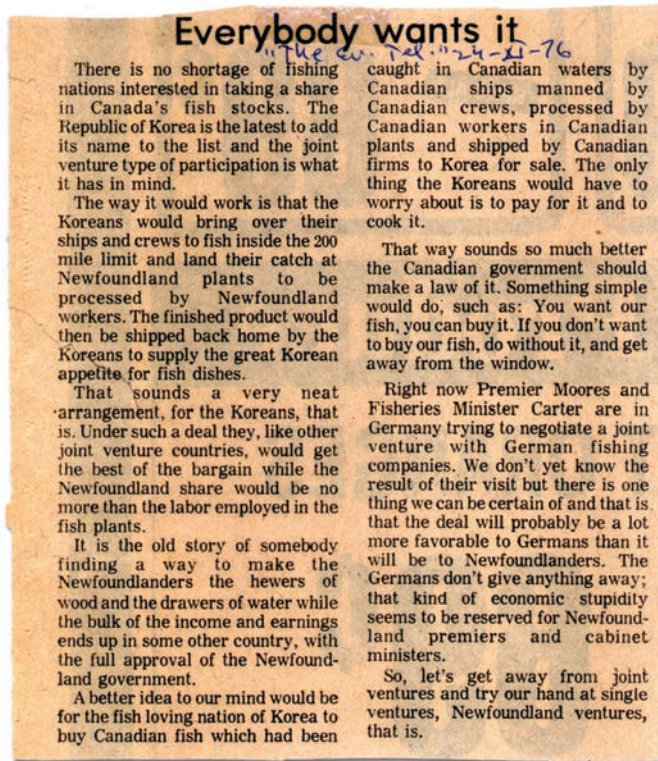 Everybody wants it
"The Ev. Tel." 24-XI-76
There is no shortage of fishing
nations interested in taking a share
in Canada's fish stocks. The
Republic of Korea is the latest to add
its name to the list and the joint
venture type of participation is what
it has in mind.
The way it would work is that the
Koreans would bring over their
ships and crews to fish inside the 200
mile limit and land their catch at
Newfoundland plants to be
processed by Newfoundland
workers. The finished product would
then be shipped back home by the
Koreans to supply the great Korean
appetite for fish dishes.
That sounds a very neat
arrangement, for the Koreans, that
is. Under such a deal they, like other
joint venture countries, would get
the best of the bargain while the
Newfoundland share would be no
more than the labor employed in the
fish plants.
It is the old story of somebody
finding a way to make the
Newfoundlanders the hewers of
wood and the drawers of water while
the bulk of the income and earnings
ends up in some other country, with
the full approval of the Newfound-
land government.
A better idea to our mind would be
for the fish loving nation of Korea to
buy Canadian fish which had been
caught in Canadian waters by
Canadian ships manned by
Canadian crews, processed by
Canadian workers in Canadian
plants and shipped by Canadian
firms to Korea for sale. The only
thing the Koreans would have to
worry about is to pay for it and to
cook it.
That way sounds so much better
the Canadian government should
make a law of it. Something simple
would do, such as: You want our
fish, you can buy it. If you don't want
to buy our fish, do without it, and get
away from the window.
Right now Premier Moores and
Fisheries Minister Carter are in
Germany trying to negotiate a joint
venture with German fishing
companies. We don't yet know the
result of their visit but there is one
thing we can be certain of and that is
that the deal will probably be a lot
more favorable to Germans than it
will be to Newfoundlanders. The
Germans don't give anything away;
that kind of economic stupidity
seems to be reserved for Newfound-
land premiers and cabinet
ministers.
So, let's get away from joint
ventures and try our hand at single
ventures, Newfoundland ventures,
that is.